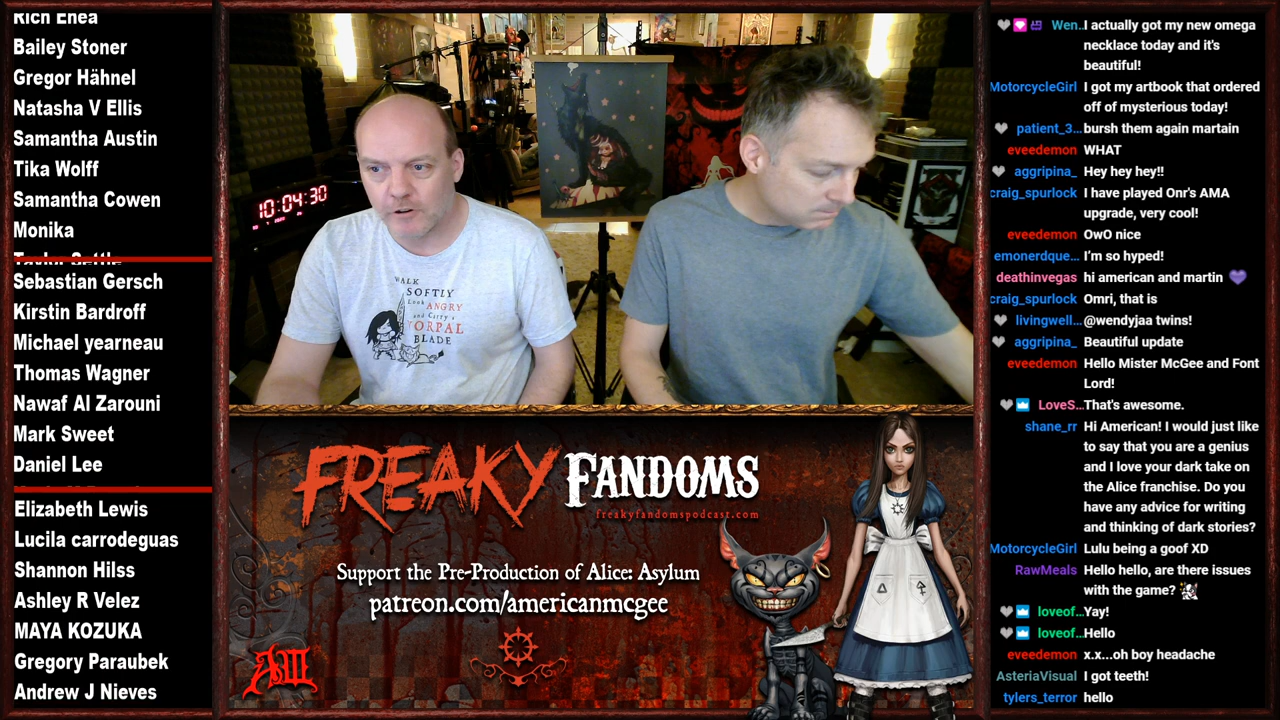 Rich Enea
Bailey Stoner
Gregor Hähnel
Natasha V Ellis
Samantha Austin
Tika Wolff
Samantha Cowen
Monika
Taylor Settle
Sebastian Gersch
Kirstin Bardroff
Michael yearneau
Thomas Wagner
Nawaf Al Zarouni
Mark Sweet
Daniel Lee
Elizabeth Lewis
Lucila carrodeguas
Shannon Hilss
Ashley R Velez
MAYA KOZUKA
Gregory Paraubek
Andrew J Nieves
10:04:30
WALK
SOFTLY
Look ANGRY
and Carry a
VORPAL
BLADE
FREAKY FANDOMS
freakyfandomspodcast.com
Support the Pre-Production of Alice: Asylum
patreon.com/americanmcgee
Wen.. I actually got my new omega
necklace today and it's
beautiful!
MotorcycleGirl I got my artbook that ordered
off of mysterious today!
patient_3... bursh them again martain
eveedemon WHAT
aggripina_ Hey hey hey!!
craig_spurlock I have played Onr's AMA
upgrade, very cool!
eveedemon OwO nice
emonerdque... I'm so hyped!
deathinvegas hi american and martin
craig_spurlock Omri, that is
livingwell... @wendyjaa twins!
aggripina_ Beautiful update
eveedemon Hello Mister McGee and Font
Lord!
LoveS.. That's awesome.
shane_rr Hi American! I would just like
to say that you are a genius
and I love your dark take on
the Alice franchise. Do you
have any advice for writing
and thinking of dark stories?
MotorcycleGirl Lulu being a goof XD
RawMeals Hello hello, are there issues
with the game?
loveof.. Yay!
loveof.. Hello
eveedemon x.x...oh boy headache
AsteriaVisual I got teeth!
tylers_terror hello